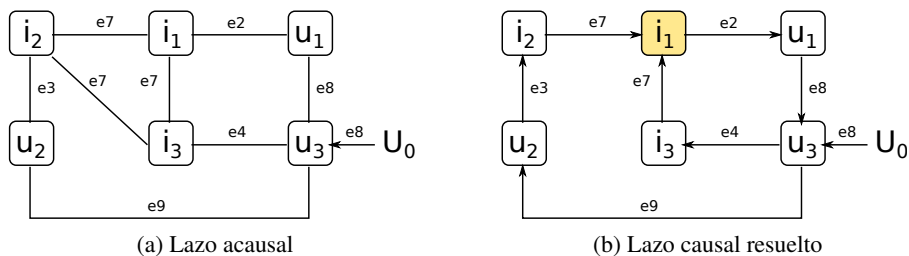 i2 e7 i1 e2 u1
e3 e7 e7 e8
u2 i3 e4 u3 e8 U0
e9
(a) Lazo acausal
i2 e7 i1 e2 u1
e3 e7 e8
u2 i3 e4 u3 e8 U0
e9
(b) Lazo causal resuelto